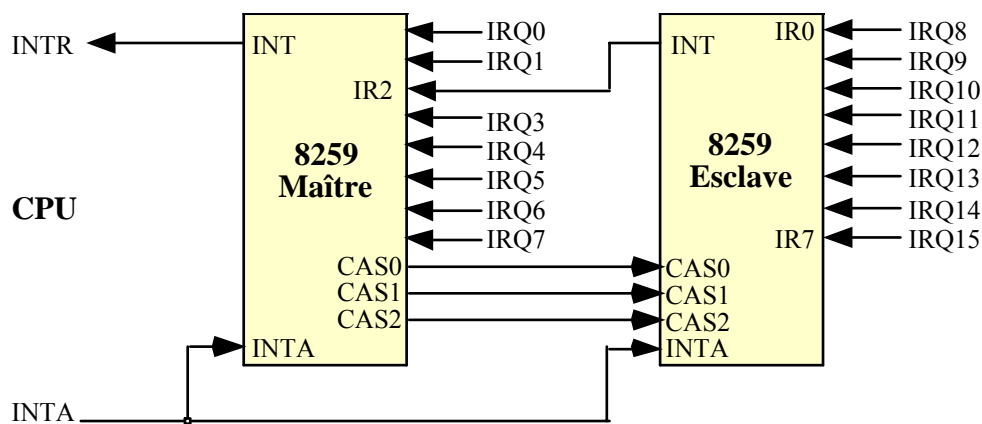 INTR
INT
IRQ0
IRQ1
IR2
IRQ3
IRQ4
IRQ5
IRQ6
IRQ7
8259
Maître
CAS0
CAS1
CAS2
INTA
CPU
INT
IR0
IRQ8
IRQ9
IRQ10
IRQ11
IRQ12
IRQ13
IRQ14
IR7
IRQ15
8259
Esclave
CAS0
CAS1
CAS2
INTA
INTA